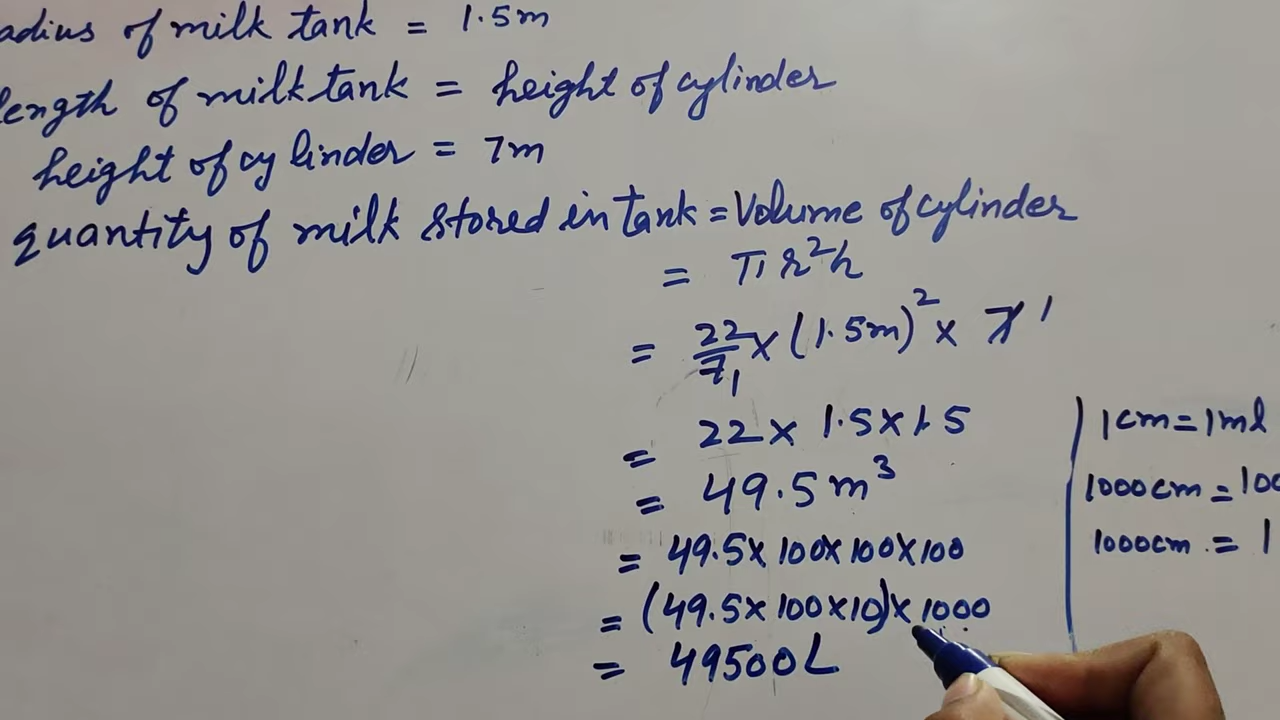 adius of milk tank = 1.5m
length of milk tank = height of cylinder
height of cylinder = 7m
quantity of milk stored in tank = Volume of cylinder
= πr²h
= 22/7 1 × (1.5m)² × 7 1
= 22 × 1.5 × 1.5
= 49.5 m³
= 49.5 × 100 × 100 × 100
= (49.5 × 100 × 10) × 1000
= 49500 L
1cm = 1ml
1000cm = 100
1000cm = 1